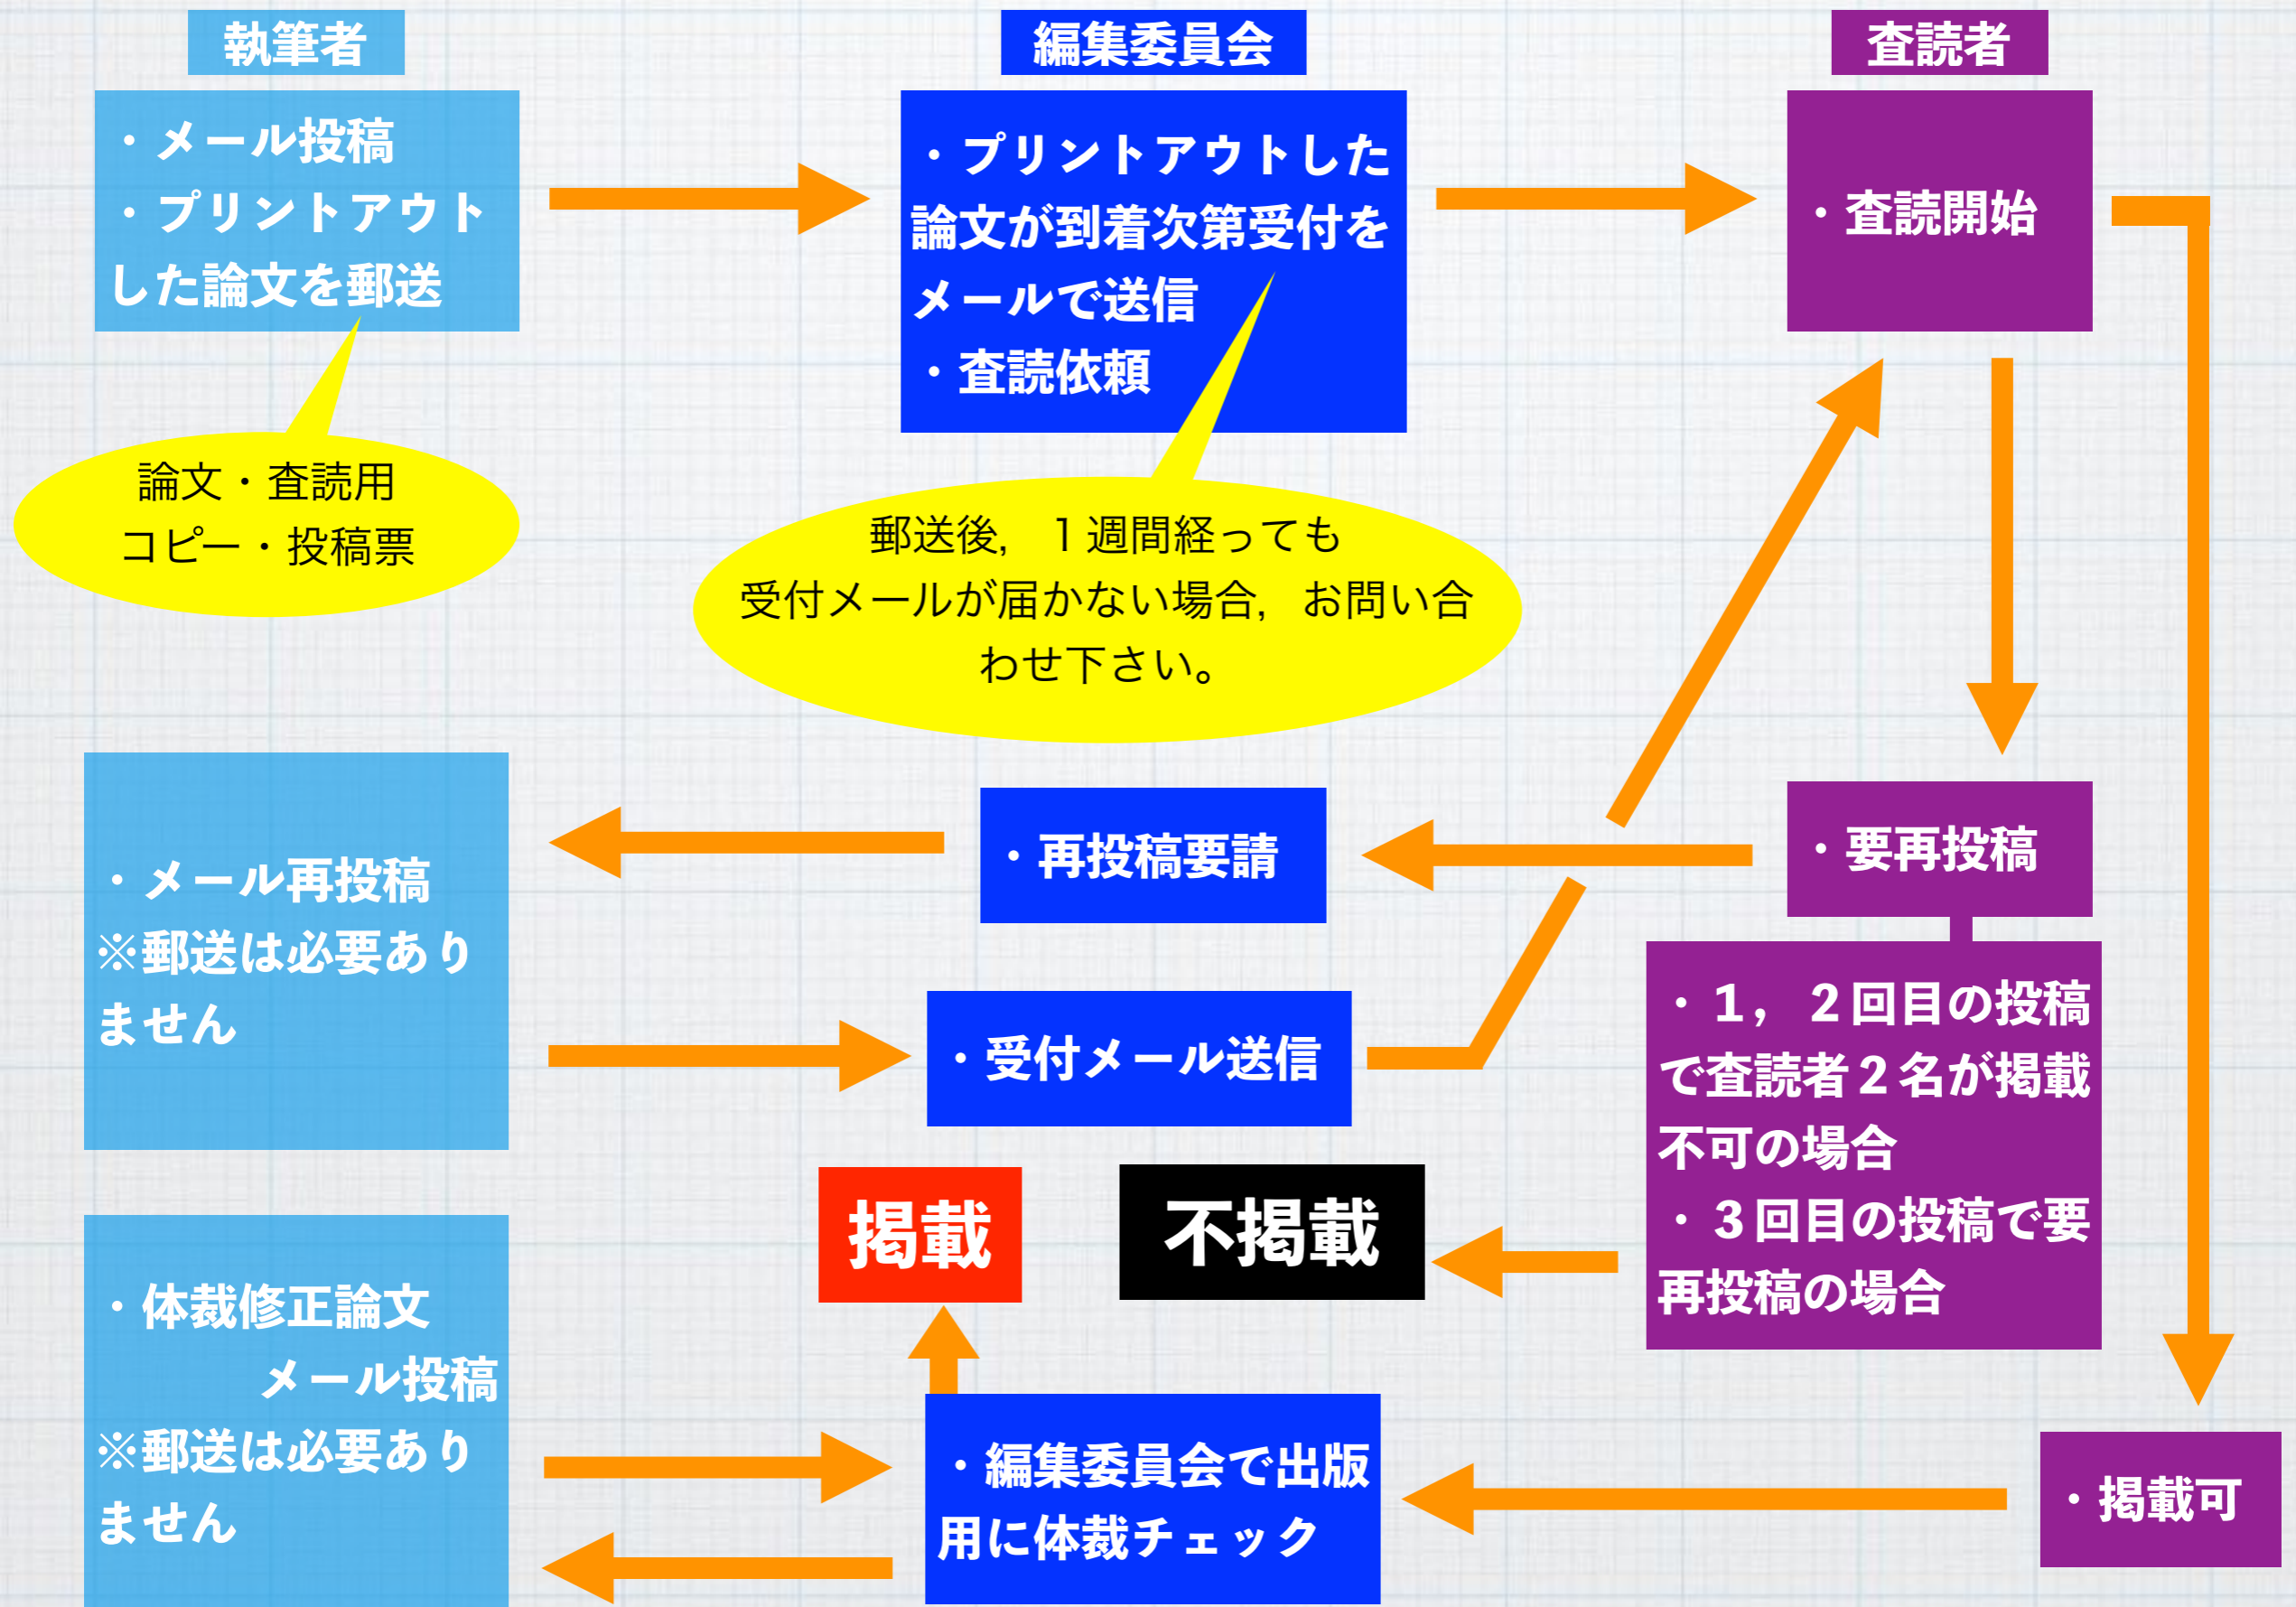 執筆者
・メール投稿
・プリントアウト
した論文を郵送
論文・査読用
コピー・投稿票
編集委員会
・プリントアウトした
論文が到着次第受付を
メールで送信
・査読依頼
郵送後，１週間経っても
受付メールが届かない場合，お問い合
わせ下さい。
査読者
・査読開始
・要再投稿
・１，２回目の投稿
で査読者２名が掲載
不可の場合
・３回目の投稿で要
再投稿の場合
・再投稿要請
・メール再投稿
※郵送は必要あり
ません
・受付メール送信
掲載
不掲載
・体裁修正論文
メール投稿
※郵送は必要あり
ません
・編集委員会で出版
用に体裁チェック
・掲載可